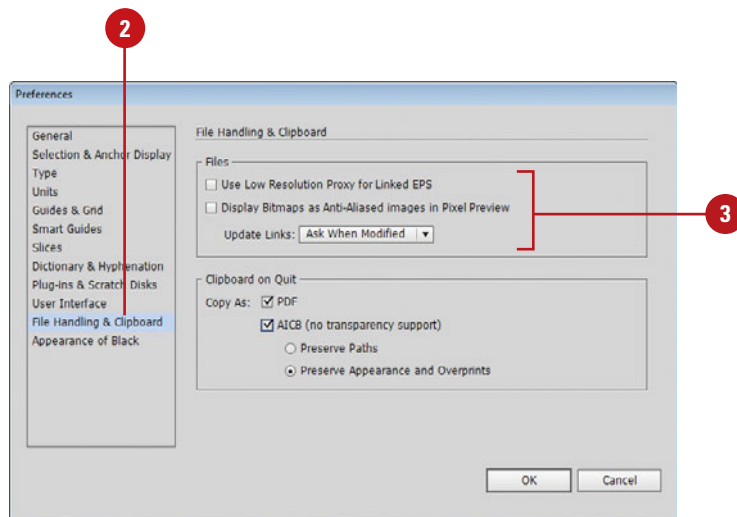 2
Preferences
General
Selection & Anchor Display
Type
Units
Guides & Grid
Smart Guides
Slices
Dictionary & Hyphenation
Plug-ins & Scratch Disks
User Interface
File Handling & Clipboard
Appearance of Black
File Handling & Clipboard
Files
Use Low Resolution Proxy for Linked EPS
Display Bitmaps as Anti-Aliased images in Pixel Preview
Update Links: Ask When Modified
3
Clipboard on Quit
Copy As: PDF
AICB (no transparency support)
Preserve Paths
Preserve Appearance and Overprints
OK Cancel